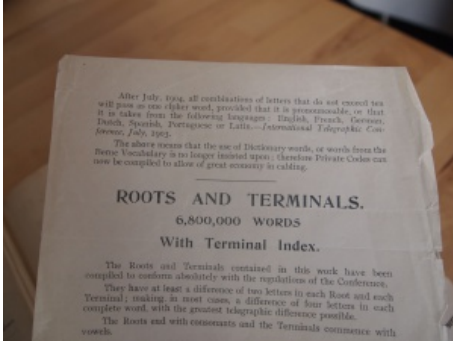 After July, 1904, all combinations of letters that do not exceed ten
will pass as one cipher word, provided that it is pronounceable, or that
it is taken from the following languages: English, French, German,
Dutch, Spanish, Portuguese or Latin.—International Telegraphic Con-
ference, July, 1903.
The above means that the use of Dictionary words, or words from the
Berne Vocabulary is no longer insisted upon; therefore Private Codes can
now be compiled to allow of great economy in cabling.
ROOTS AND TERMINALS.
6,800,000 WORDS
With Terminal Index.
The Roots and Terminals contained in this work have been
compiled to conform absolutely with the regulations of the Conference.
They have at least a difference of two letters in each Root and each
Terminal; making, in most cases, a difference of four letters in each
complete word, with the greatest telegraphic difference possible.
The Roots end with consonants and the Terminals commence with
vowels.